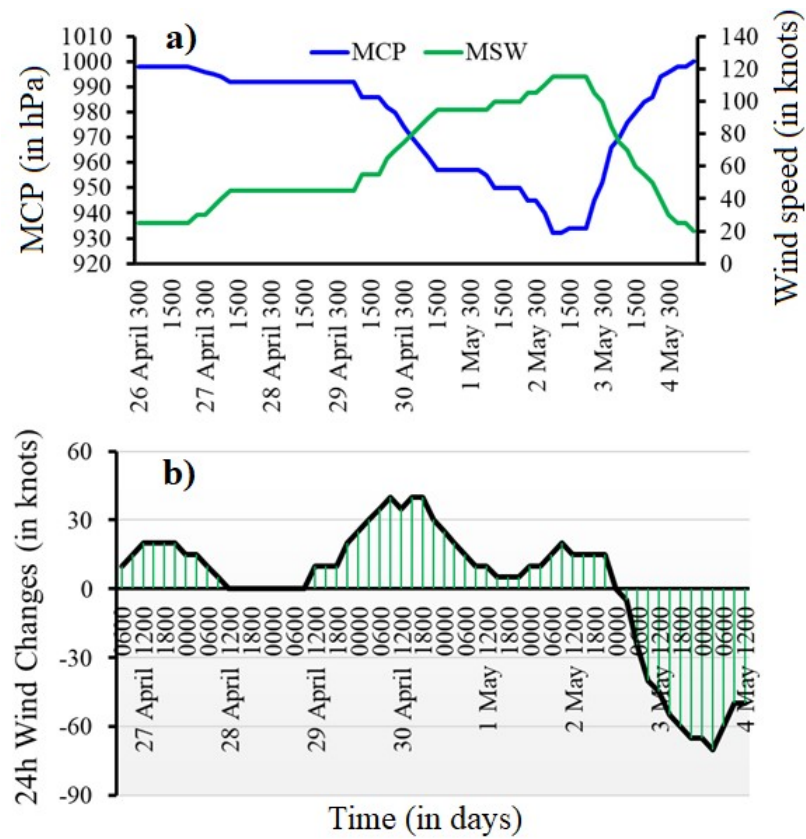 a)
MCP
MSW
MCP (in hPa)
1010
1000
990
980
970
960
950
940
930
920
140
120
100
80
60
40
20
0
Wind speed (in knots)
26 April 300
1500
27 April 300
1500
28 April 300
1500
29 April 300
1500
30 April 300
1500
1 May 300
1500
2 May 300
1500
3 May 300
1500
4 May 300
b)
24h Wind Changes (in knots)
60
30
0
-30
-60
-90
0600
1200
1800
0000
0600
1200
1800
0000
0600
1200
1800
0000
0600
1200
1800
0000
0600
1200
1800
0000
0600
1200
1800
0000
0600
1200
1800
0000
0600
1200
27 April
28 April
29 April
30 April
1 May
2 May
3 May
4 May
Time (in days)